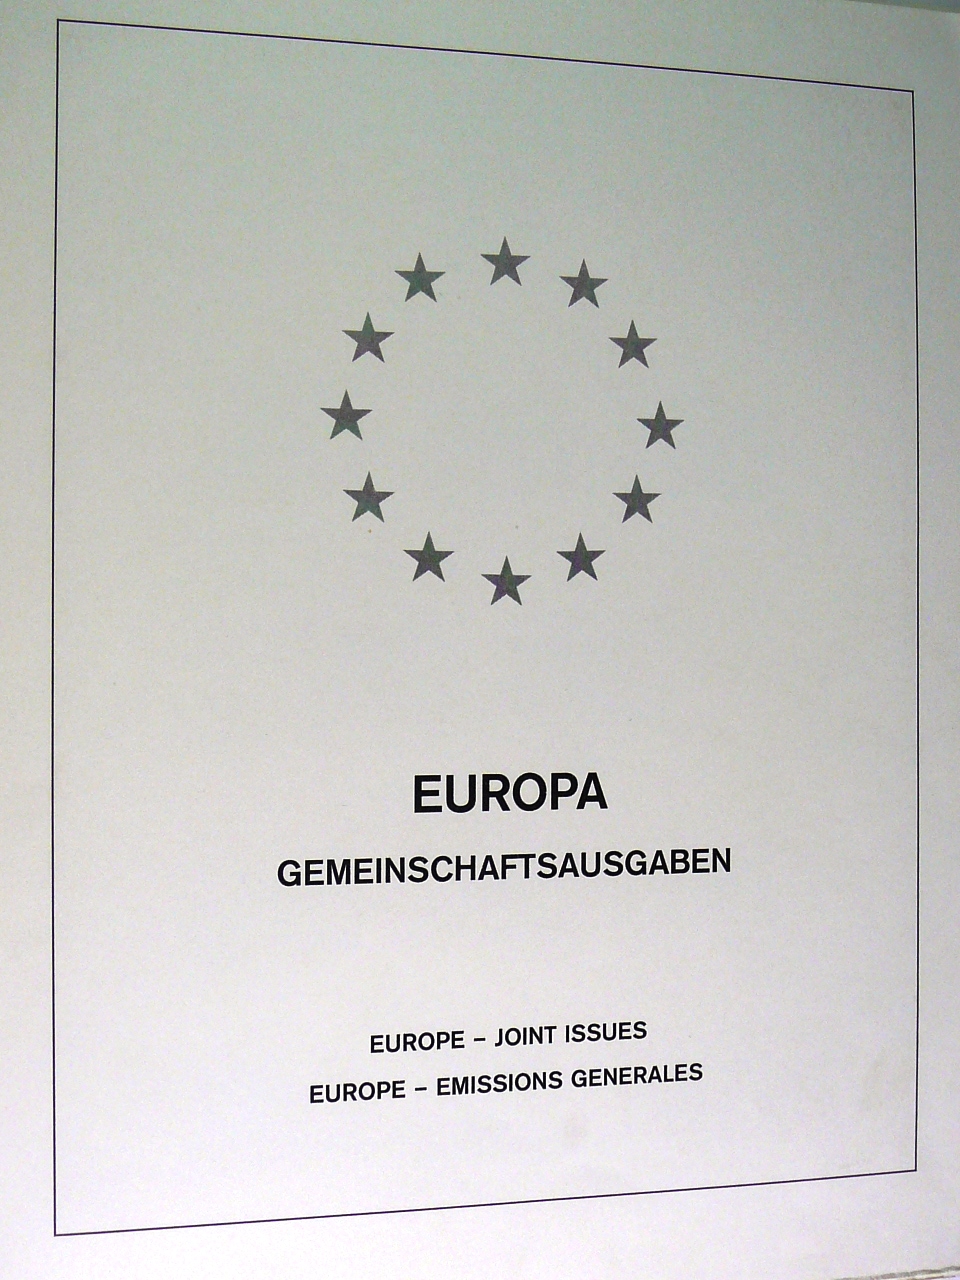 EUROPA
GEMEINSCHAFTSAUSGABEN
EUROPE – JOINT ISSUES
EUROPE – EMISSIONS GENERALES